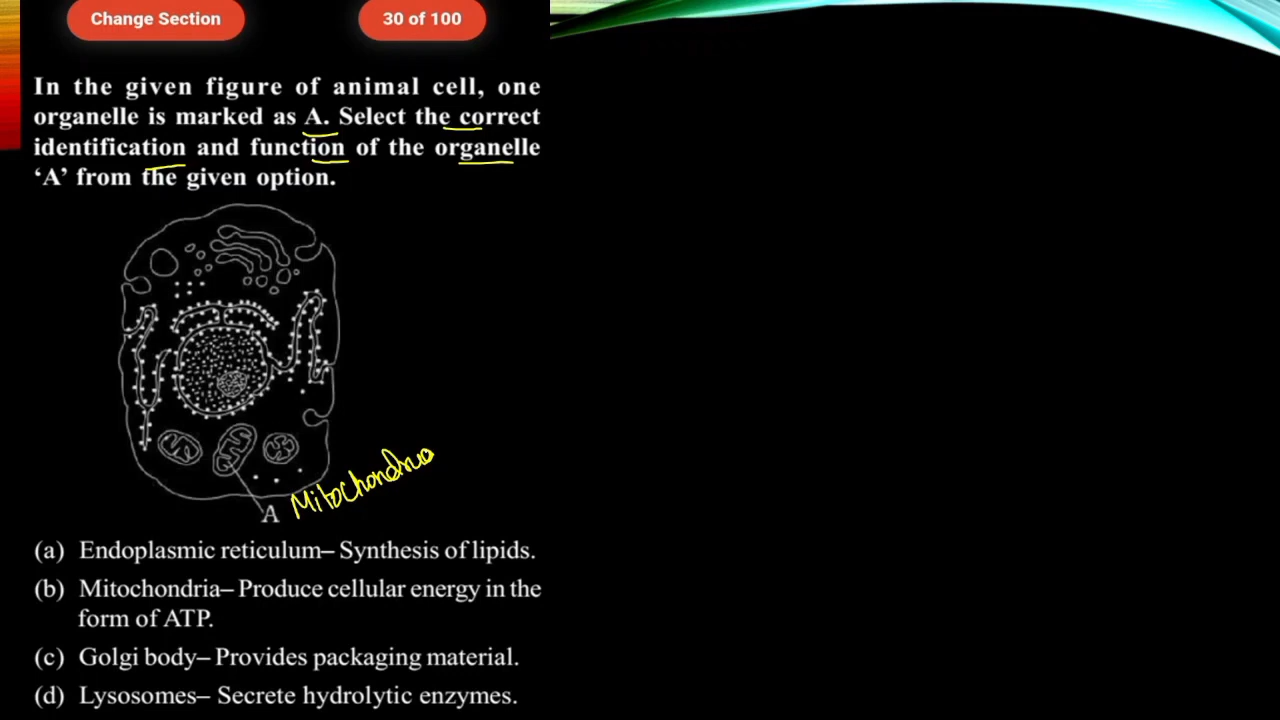 Change Section
30 of 100
In the given figure of animal cell, one
organelle is marked as A. Select the correct
identification and function of the organelle
‘A’ from the given option.
A
Mitochondria
(a) Endoplasmic reticulum– Synthesis of lipids.
(b) Mitochondria– Produce cellular energy in the
form of ATP.
(c) Golgi body– Provides packaging material.
(d) Lysosomes– Secrete hydrolytic enzymes.